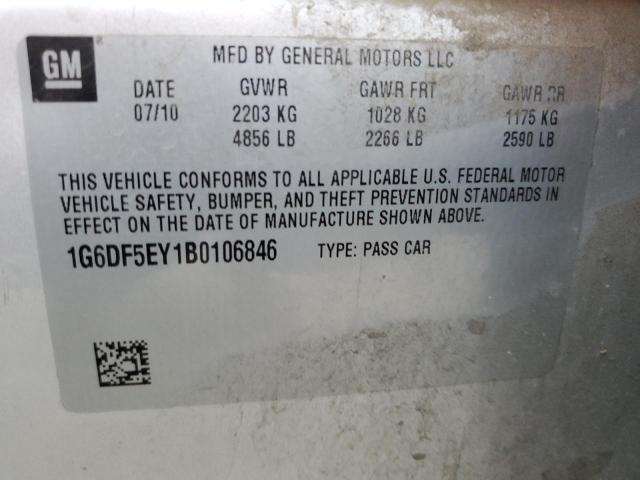 GM
MFD BY GENERAL MOTORS LLC
DATE GVWR GAWR FRT GAWR RR
07/10 2203 KG 1028 KG 1175 KG
4856 LB 2266 LB 2590 LB
THIS VEHICLE CONFORMS TO ALL APPLICABLE U.S. FEDERAL MOTOR
VEHICLE SAFETY, BUMPER, AND THEFT PREVENTION STANDARDS IN
EFFECT ON THE DATE OF MANUFACTURE SHOWN ABOVE.
1G6DF5EY1B0106846 TYPE: PASS CAR